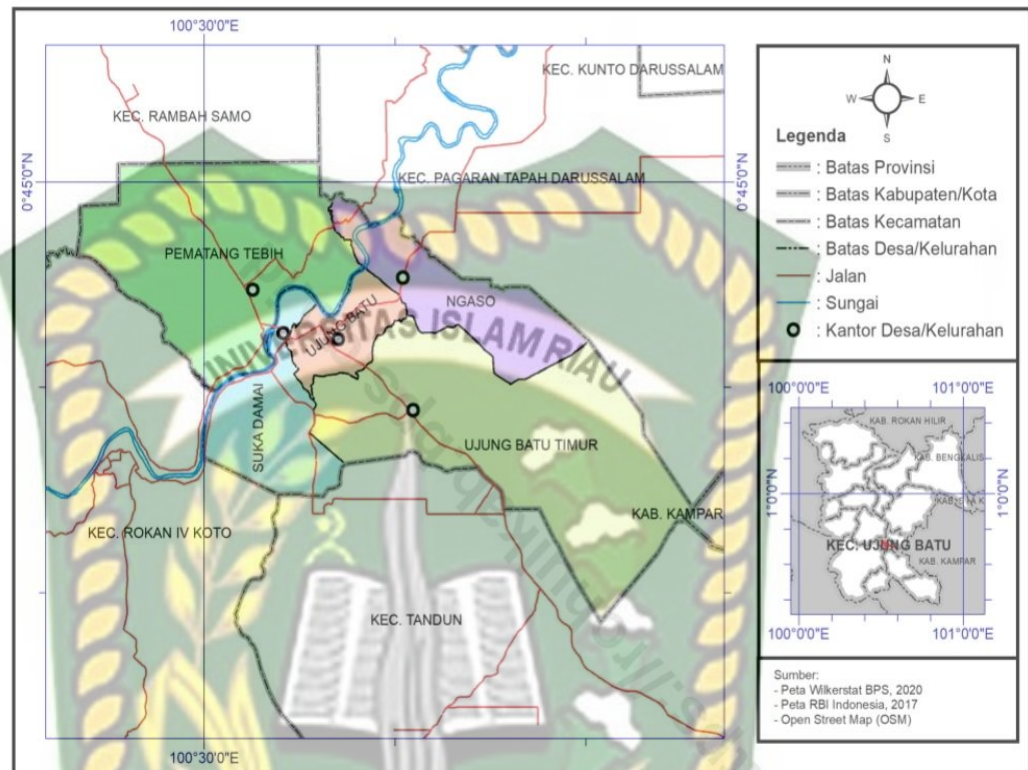 100°30'0"E
KEC. KUNTO DARUSSALAM
KEC. RAMBAH SAMO
0°45'0"N
KEC. PAGARAN TAPAH DARUSSALAM
0°45'0"N
PEMATANG TEBIH
NGASO
UJUNG BATU
UNIVERSITAS ISLAM RIAU
SUKA DAMAI
UJUNG BATU TIMUR
KAB. KAMPAR
KEC. ROKAN IV KOTO
KEC. TANDUN
100°30'0"E
N
W
E
S
Legenda
: Batas Provinsi
: Batas Kabupaten/Kota
: Batas Kecamatan
: Batas Desa/Kelurahan
: Jalan
: Sungai
: Kantor Desa/Kelurahan
100°0'0"E
101°0'0"E
KAB. ROKAN HILIR
KAB. BENGKALIS
1°0'0"N
1°0'0"N
KEC. UJUNG BATU
KAB. KAMPAR
100°0'0"E
101°0'0"E
Sumber:
- Peta Wilkerstat BPS, 2020
- Peta RBI Indonesia, 2017
- Open Street Map (OSM)